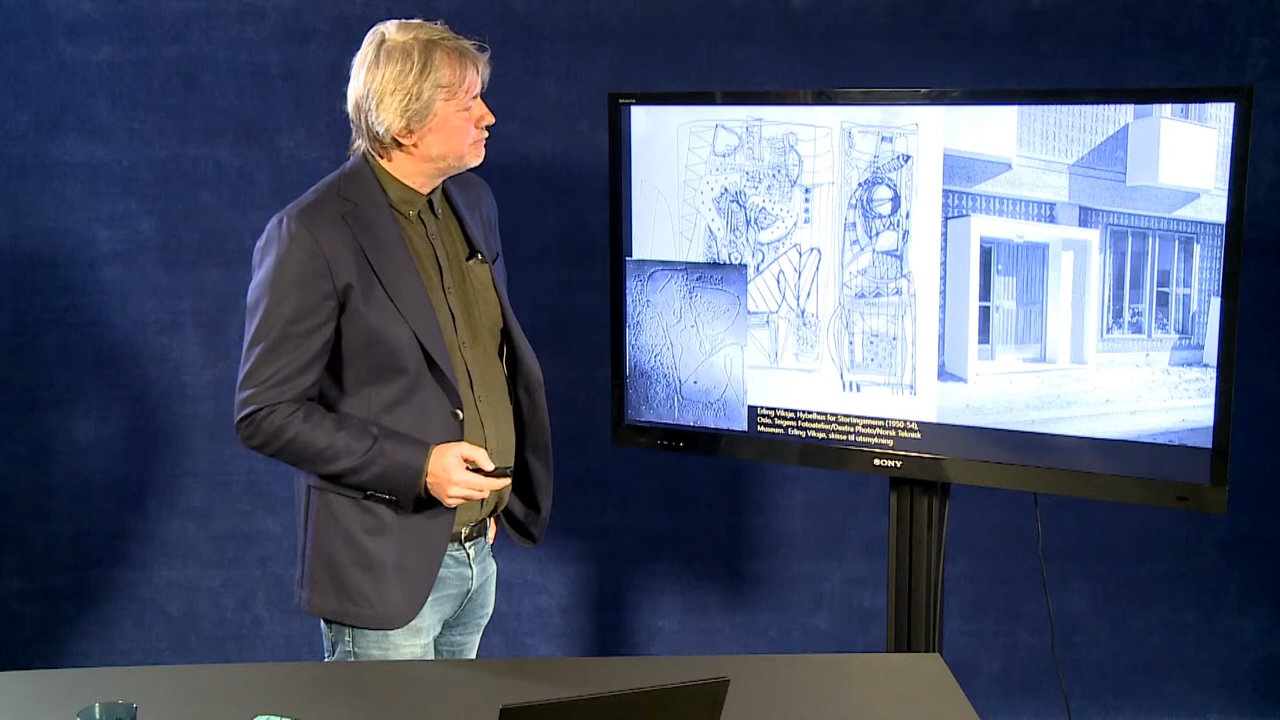 BRAVIA
Erling Viksjø, Hybelhus for Stortingsmenn (1950-54),
Oslo, Teigens Fotoatelier/Dextra Photo/Norsk Teknisk
Museum. Erling Viksjø, skisse til utsmykning
SONY